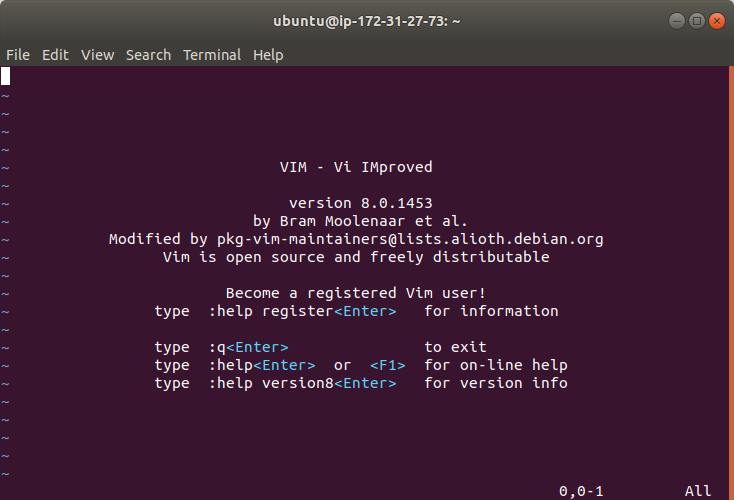 ubuntu@ip-172-31-27-73: ~
File Edit View Search Terminal Help
~
~
~
~
~ VIM - Vi IMproved
~
~ version 8.0.1453
~ by Bram Moolenaar et al.
~ Modified by pkg-vim-maintainers@lists.alioth.debian.org
~ Vim is open source and freely distributable
~
~ Become a registered Vim user!
~ type :help register<Enter> for information
~
~ type :q<Enter> to exit
~ type :help<Enter> or <F1> for on-line help
~ type :help version8<Enter> for version info
~
~
~
~
~
0,0-1 All